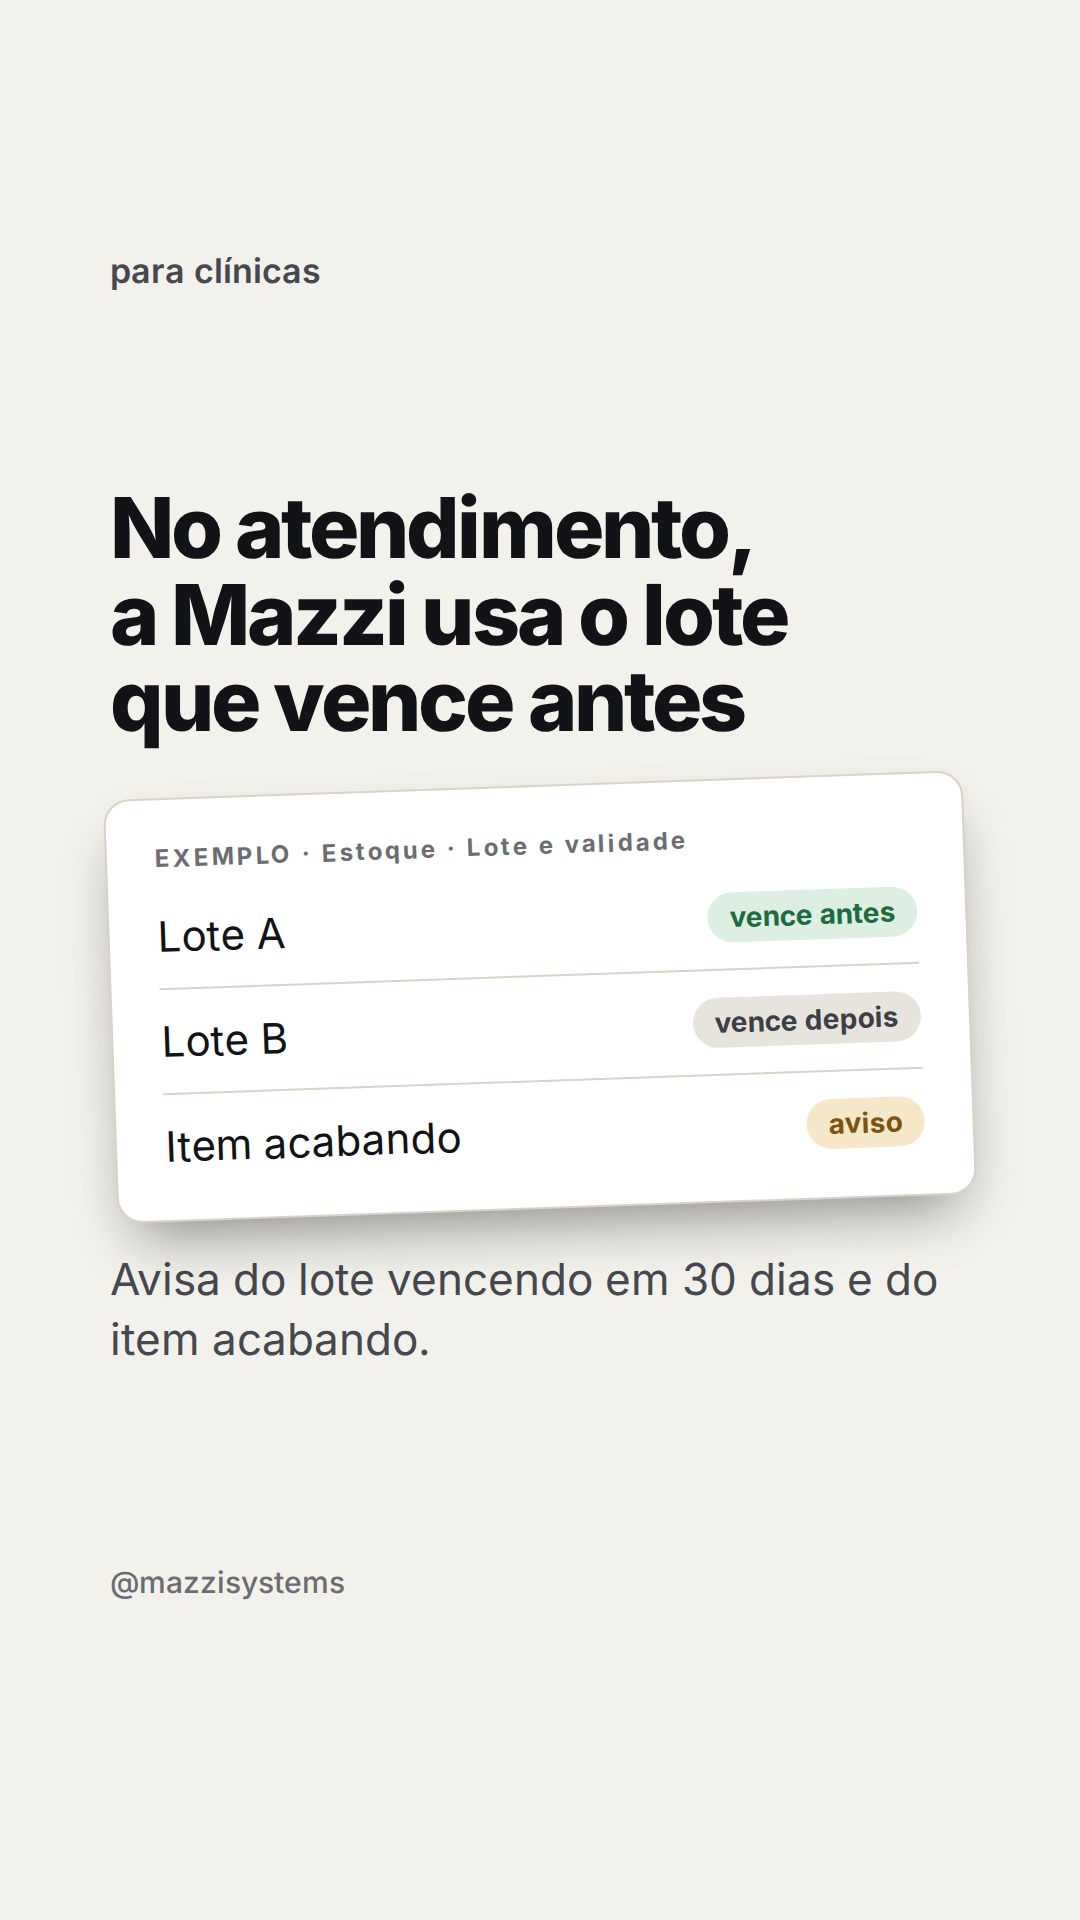 para clínicas
No atendimento,
a Mazzi usa o lote
que vence antes
EXEMPLO · Estoque · Lote e validade
Lote A vence antes
Lote B vence depois
Item acabando aviso
Avisa do lote vencendo em 30 dias e do
item acabando.
@mazzisystems